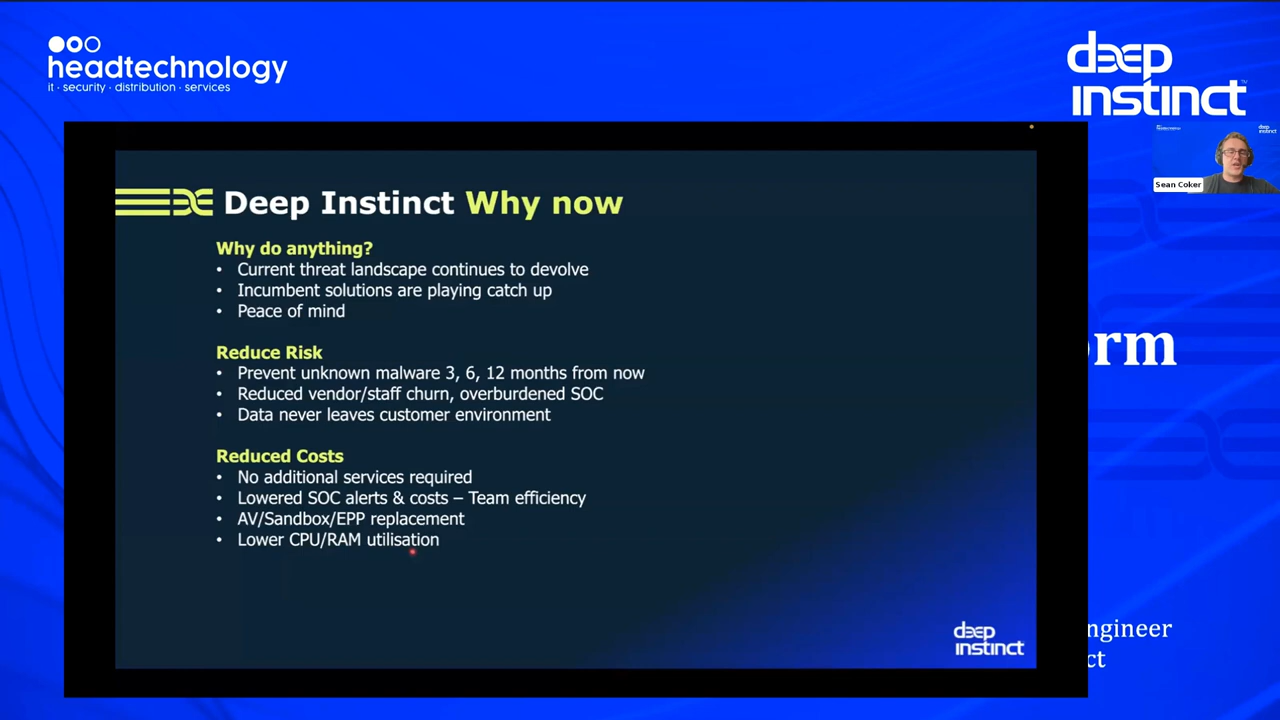 headtechnology
it · security · distribution · services
deep
instinct™
Sean Coker
Deep Instinct Why now
Why do anything?
• Current threat landscape continues to devolve
• Incumbent solutions are playing catch up
• Peace of mind
Reduce Risk
• Prevent unknown malware 3, 6, 12 months from now
• Reduced vendor/staff churn, overburdened SOC
• Data never leaves customer environment
Reduced Costs
• No additional services required
• Lowered SOC alerts & costs – Team efficiency
• AV/Sandbox/EPP replacement
• Lower CPU/RAM utilisation
deep
instinct
orm
ngineer
ct